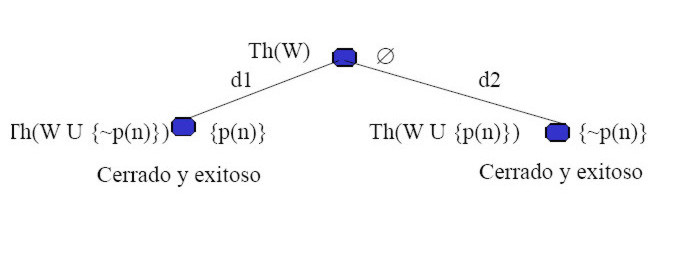 Th(W) ∅
d1 d2
Th(W U {~p(n)}) {p(n)} Th(W U {p(n)}) {~p(n)}
Cerrado y exitoso Cerrado y exitoso